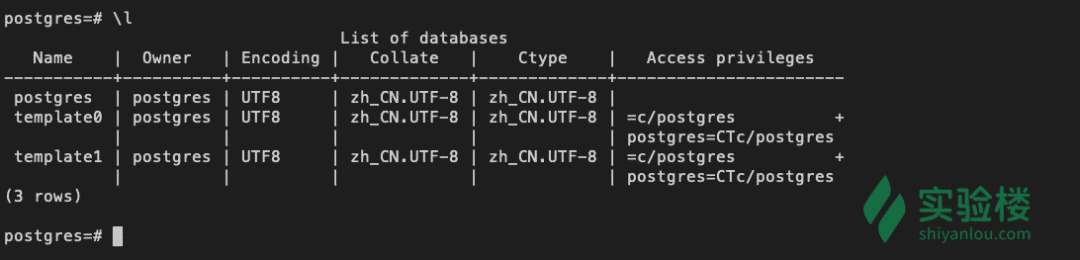 postgres=# \l
                                  List of databases
   Name    |  Owner   | Encoding |   Collate   |    Ctype    |   Access privileges
-----------+----------+----------+-------------+-------------+-----------------------
 postgres  | postgres | UTF8     | zh_CN.UTF-8 | zh_CN.UTF-8 |
 template0 | postgres | UTF8     | zh_CN.UTF-8 | zh_CN.UTF-8 | =c/postgres          +
           |          |          |             |             | postgres=CTc/postgres
 template1 | postgres | UTF8     | zh_CN.UTF-8 | zh_CN.UTF-8 | =c/postgres          +
           |          |          |             |             | postgres=CTc/postgres
(3 rows)
postgres=#
实验楼
shiyanlou.com